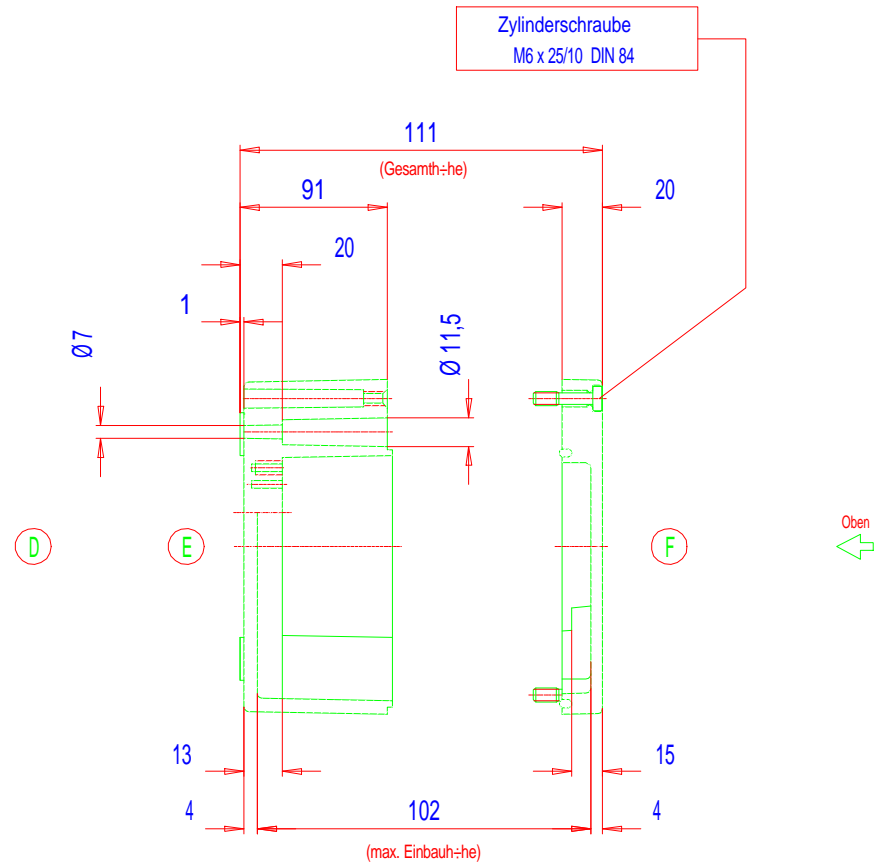 Zylinderschraube
M6 x 25/10 DIN 84
111
(Gesamth÷he)
91
20
20
1
Ø7
Ø 11,5
Oben
D
E
F
13
15
4
102
4
(max. Einbauh÷he)